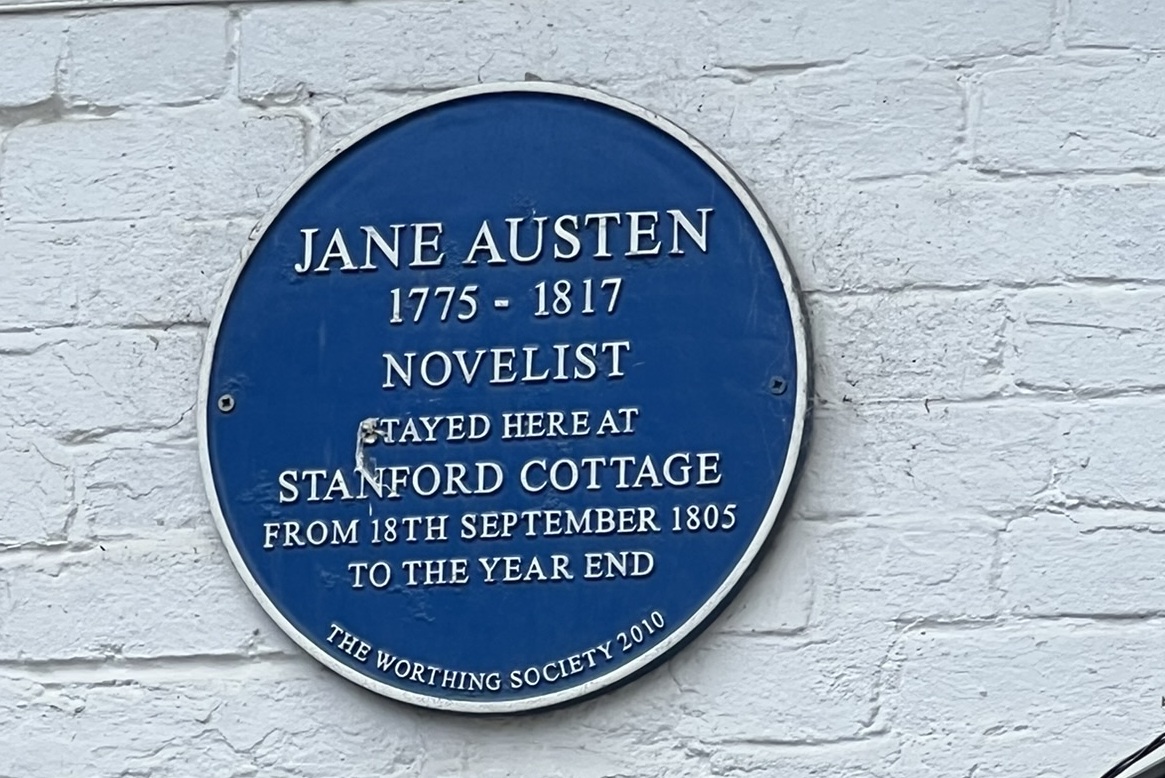 JANE AUSTEN
1775 - 1817
NOVELIST
STAYED HERE AT
STANFORD COTTAGE
FROM 18TH SEPTEMBER 1805
TO THE YEAR END
THE WORTHING SOCIETY 2010